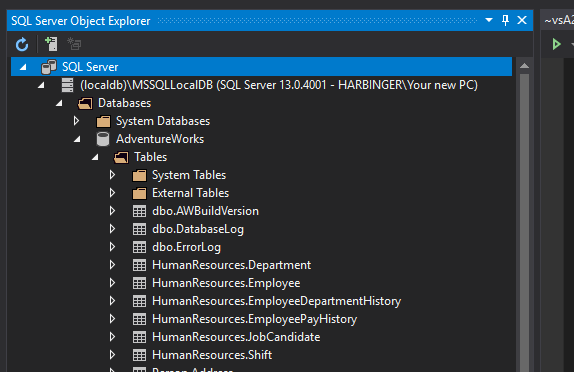 SQL Server Object Explorer
~vsA2
SQL Server
(localdb)\MSSQLLocalDB (SQL Server 13.0.4001 - HARBINGER\Your new PC)
Databases
System Databases
AdventureWorks
Tables
System Tables
External Tables
dbo.AWBuildVersion
dbo.DatabaseLog
dbo.ErrorLog
HumanResources.Department
HumanResources.Employee
HumanResources.EmployeeDepartmentHistory
HumanResources.EmployeePayHistory
HumanResources.JobCandidate
HumanResources.Shift
Person.Address